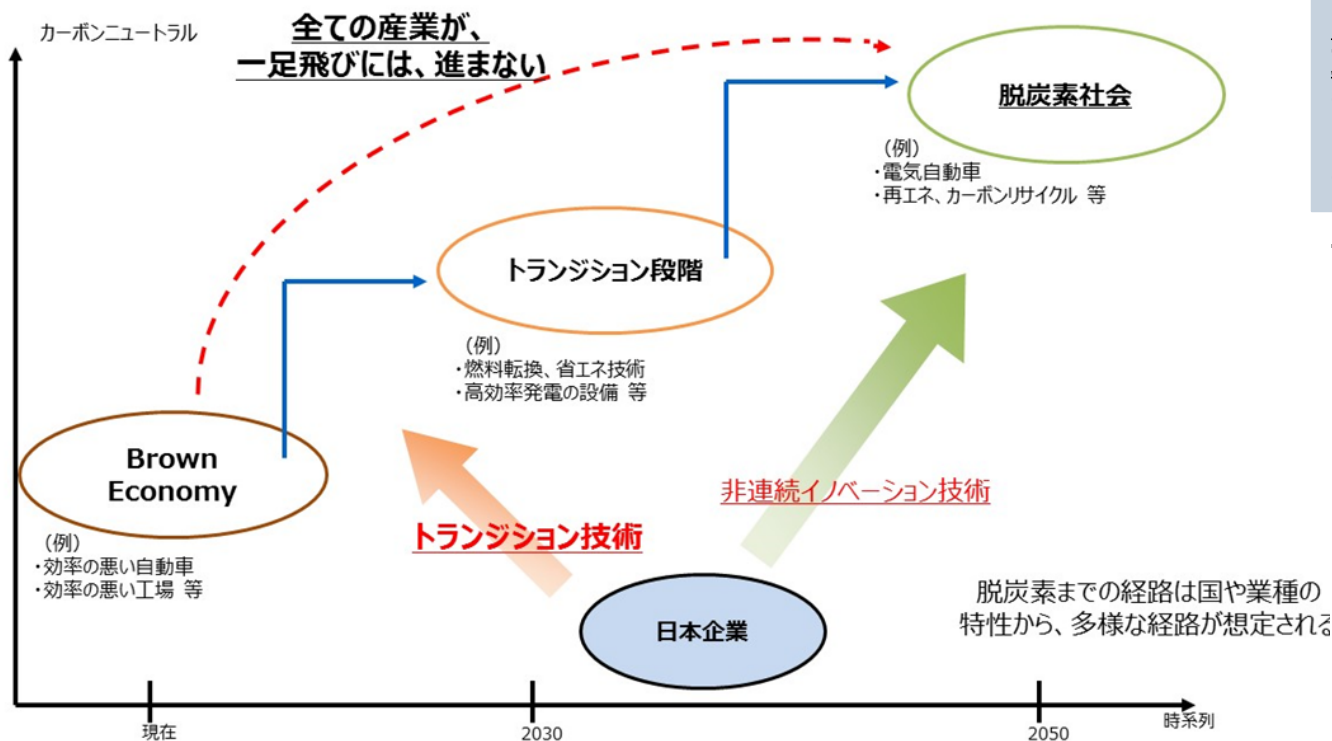 カーボンニュートラル
全ての産業が、
一足飛びには、進まない
脱炭素社会
（例）
・電気自動車
・再エネ、カーボンリサイクル 等
トランジション段階
（例）
・燃料転換、省エネ技術
・高効率発電の設備 等
Brown
Economy
（例）
・効率の悪い自動車
・効率の悪い工場 等
トランジション技術
非連続イノベーション技術
日本企業
脱炭素までの経路は国や業種の
特性から、多様な経路が想定される
現在
2030
2050
時系列